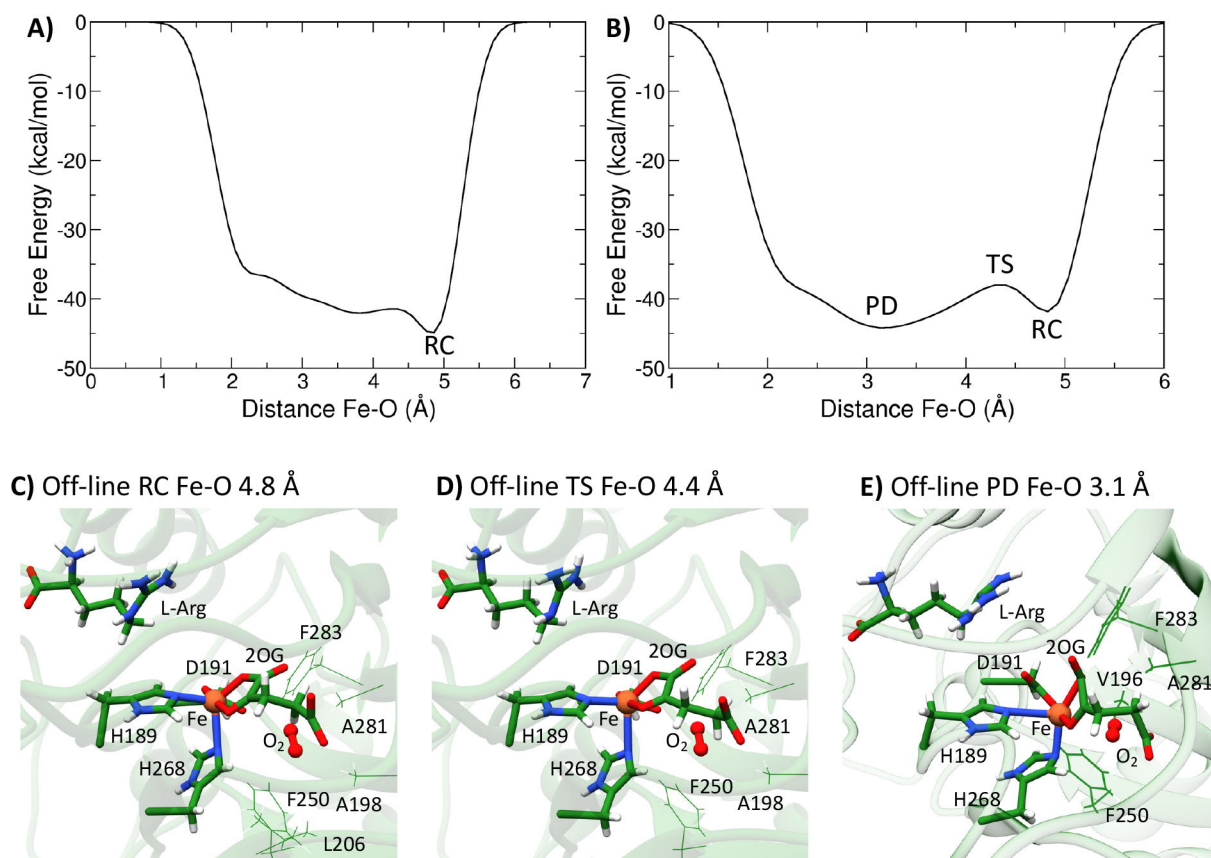 A)
0
-10
-20
-30
-40
-50
Free Energy (kcal/mol)
RC
0 1 2 3 4 5 6 7
Distance Fe-O (Å)
B)
0
-10
-20
-30
-40
-50
Free Energy (kcal/mol)
TS
PD
RC
1 2 3 4 5 6
Distance Fe-O (Å)
C) Off-line RC Fe-O 4.8 Å
L-Arg
F283
2OG
D191
A281
Fe
H189
O2
H268
F250
A198
L206
D) Off-line TS Fe-O 4.4 Å
L-Arg
2OG
F283
D191
A281
Fe
H189
O2
H268
F250
A198
E) Off-line PD Fe-O 3.1 Å
L-Arg
F283
2OG
D191
V196
A281
Fe
H189
O2
H268
F250